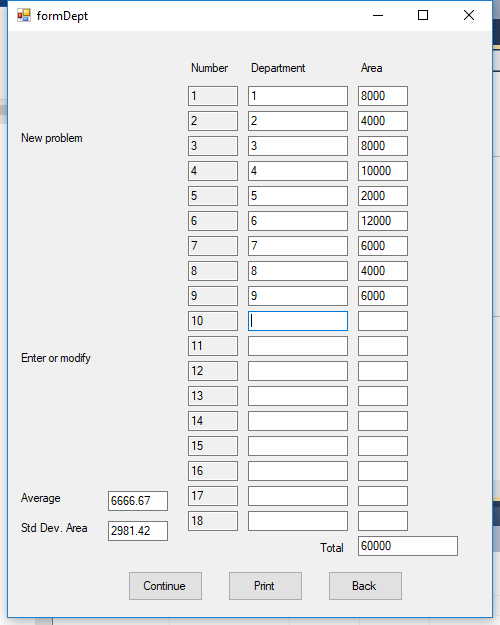 formDept
Number Department Area
1 1 8000
2 2 4000
New problem
3 3 8000
4 4 10000
5 5 2000
6 6 12000
7 7 6000
8 8 4000
9 9 6000
10
11
Enter or modify
12
13
14
15
16
Average 6666.67
17
Std Dev. Area 2981.42
18
Total 60000
Continue Print Back